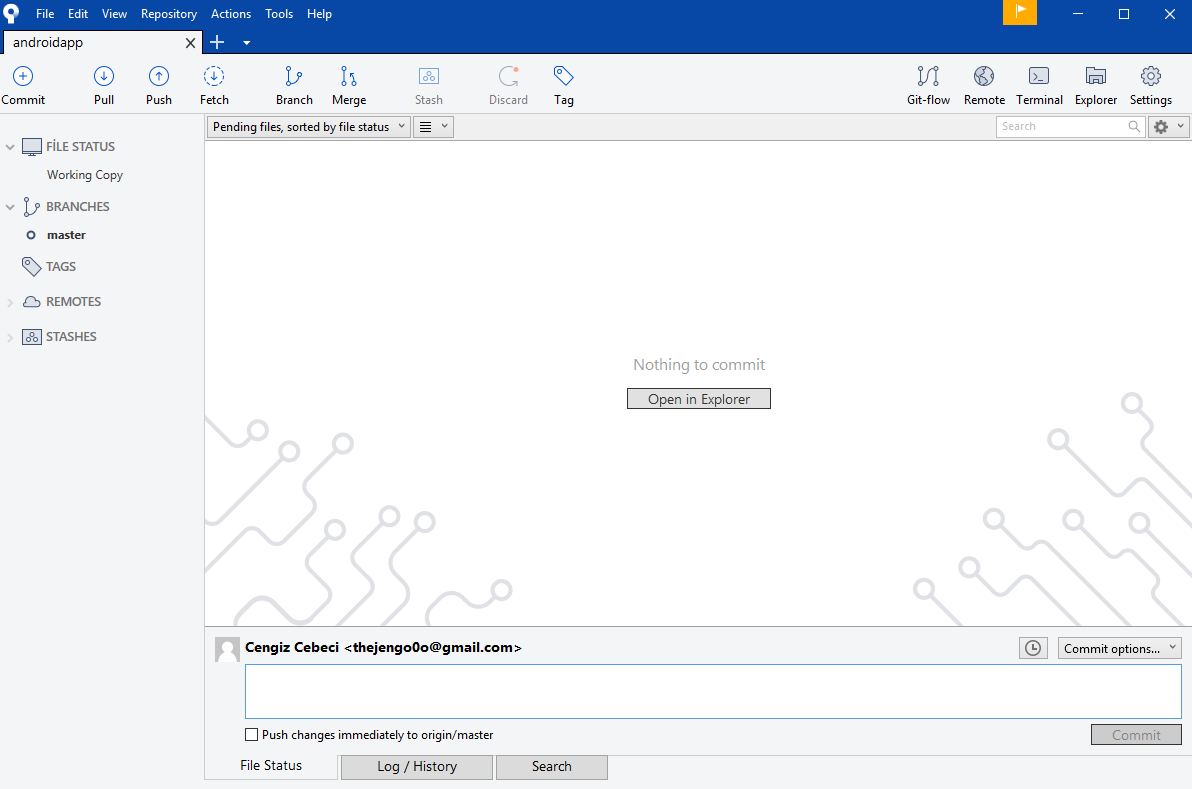 File Edit View Repository Actions Tools Help
androidapp
Commit Pull Push Fetch Branch Merge Stash Discard Tag Git-flow Remote Terminal Explorer Settings
Pending files, sorted by file status Search
FİLE STATUS
Working Copy
BRANCHES
master
TAGS
REMOTES
STASHES
Nothing to commit
Open in Explorer
Cengiz Cebeci <thejengo0o@gmail.com> Commit options...
Push changes immediately to origin/master Commit
File Status Log / History Search